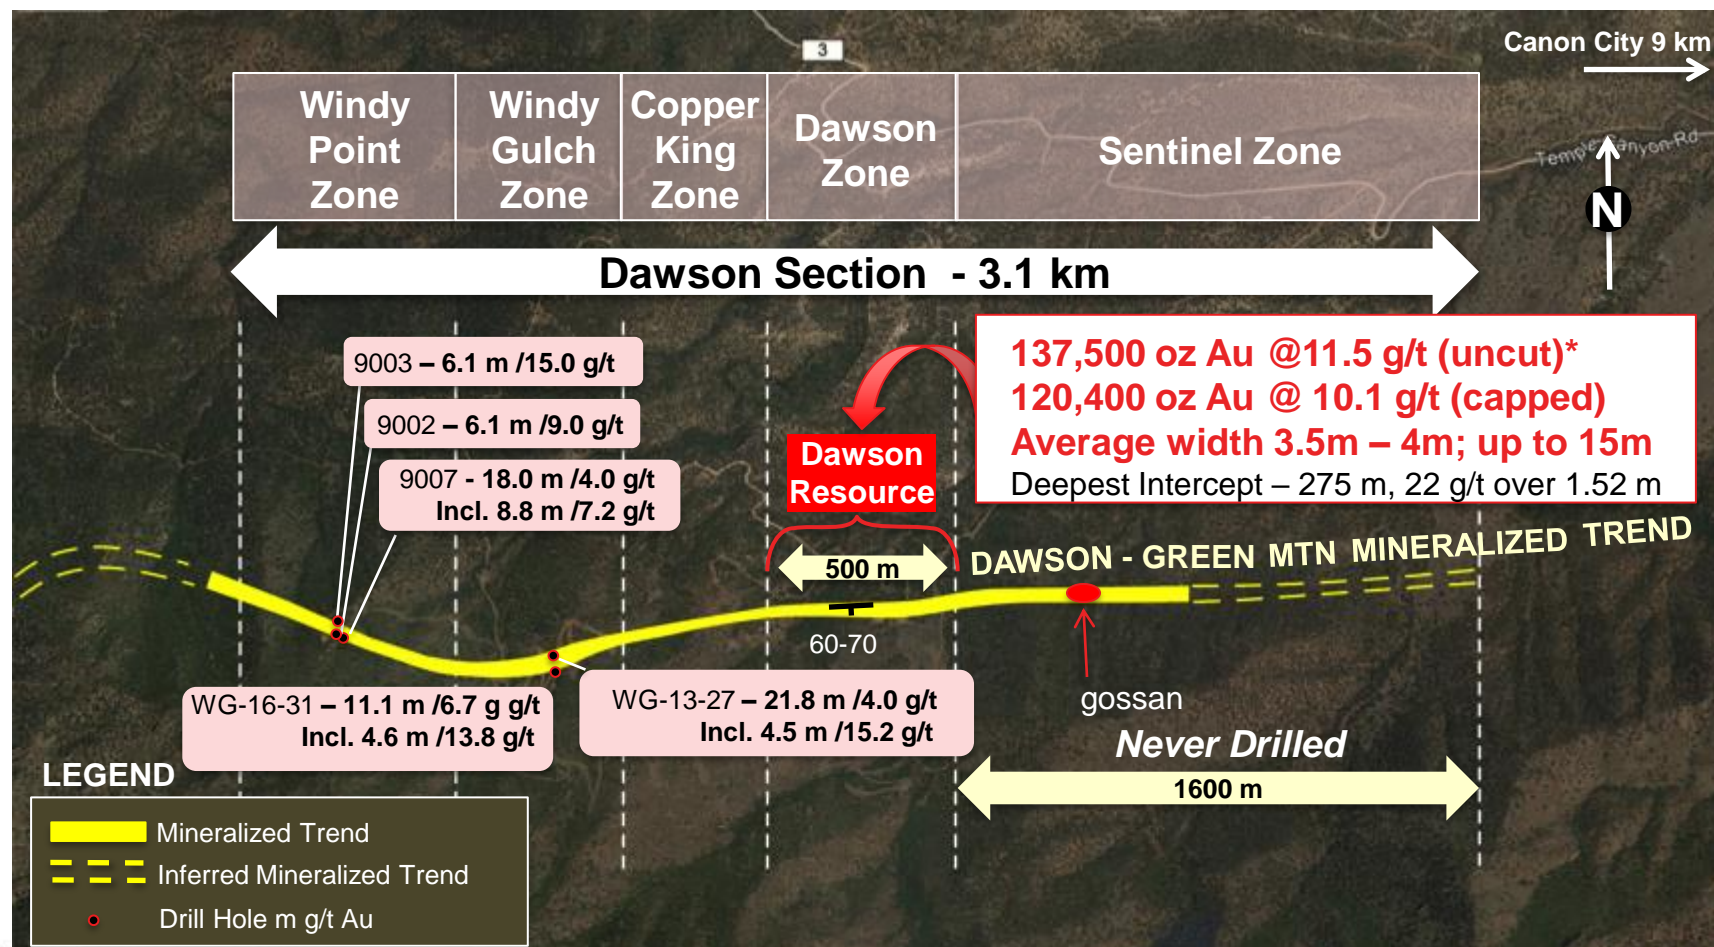 Canon City 9 km
3
Windy
Point
Zone
Windy
Gulch
Zone
Copper
King
Zone
Dawson
Zone
Sentinel Zone
Temple Canyon Rd
N
Dawson Section - 3.1 km
137,500 oz Au @11.5 g/t (uncut)*
120,400 oz Au @ 10.1 g/t (capped)
Average width 3.5m – 4m; up to 15m
Deepest Intercept – 275 m, 22 g/t over 1.52 m
9003 – 6.1 m /15.0 g/t
9002 – 6.1 m /9.0 g/t
9007 - 18.0 m /4.0 g/t
Incl. 8.8 m /7.2 g/t
Dawson
Resource
500 m
DAWSON - GREEN MTN MINERALIZED TREND
60-70
WG-16-31 – 11.1 m /6.7 g g/t
Incl. 4.6 m /13.8 g/t
WG-13-27 – 21.8 m /4.0 g/t
Incl. 4.5 m /15.2 g/t
gossan
Never Drilled
1600 m
LEGEND
Mineralized Trend
Inferred Mineralized Trend
Drill Hole m g/t Au